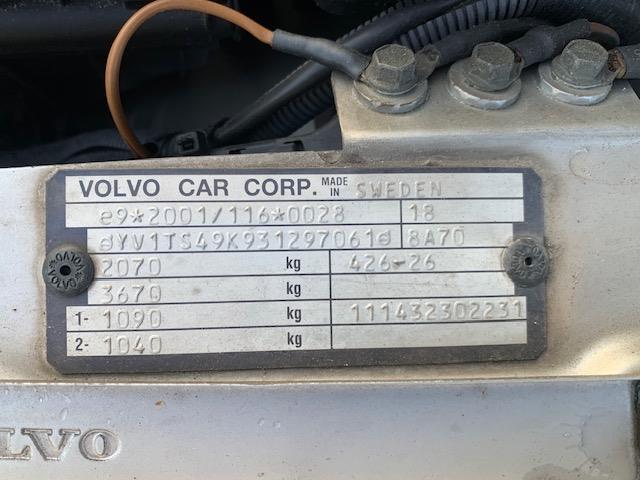 VOLVO CAR CORP. MADE IN SWEDEN
e9*2001/116*0028 18
YV1TS49K931297061 8A70
2070 kg 426-26
3670 kg
1- 1090 kg 111432302231
2- 1040 kg
VOLVO